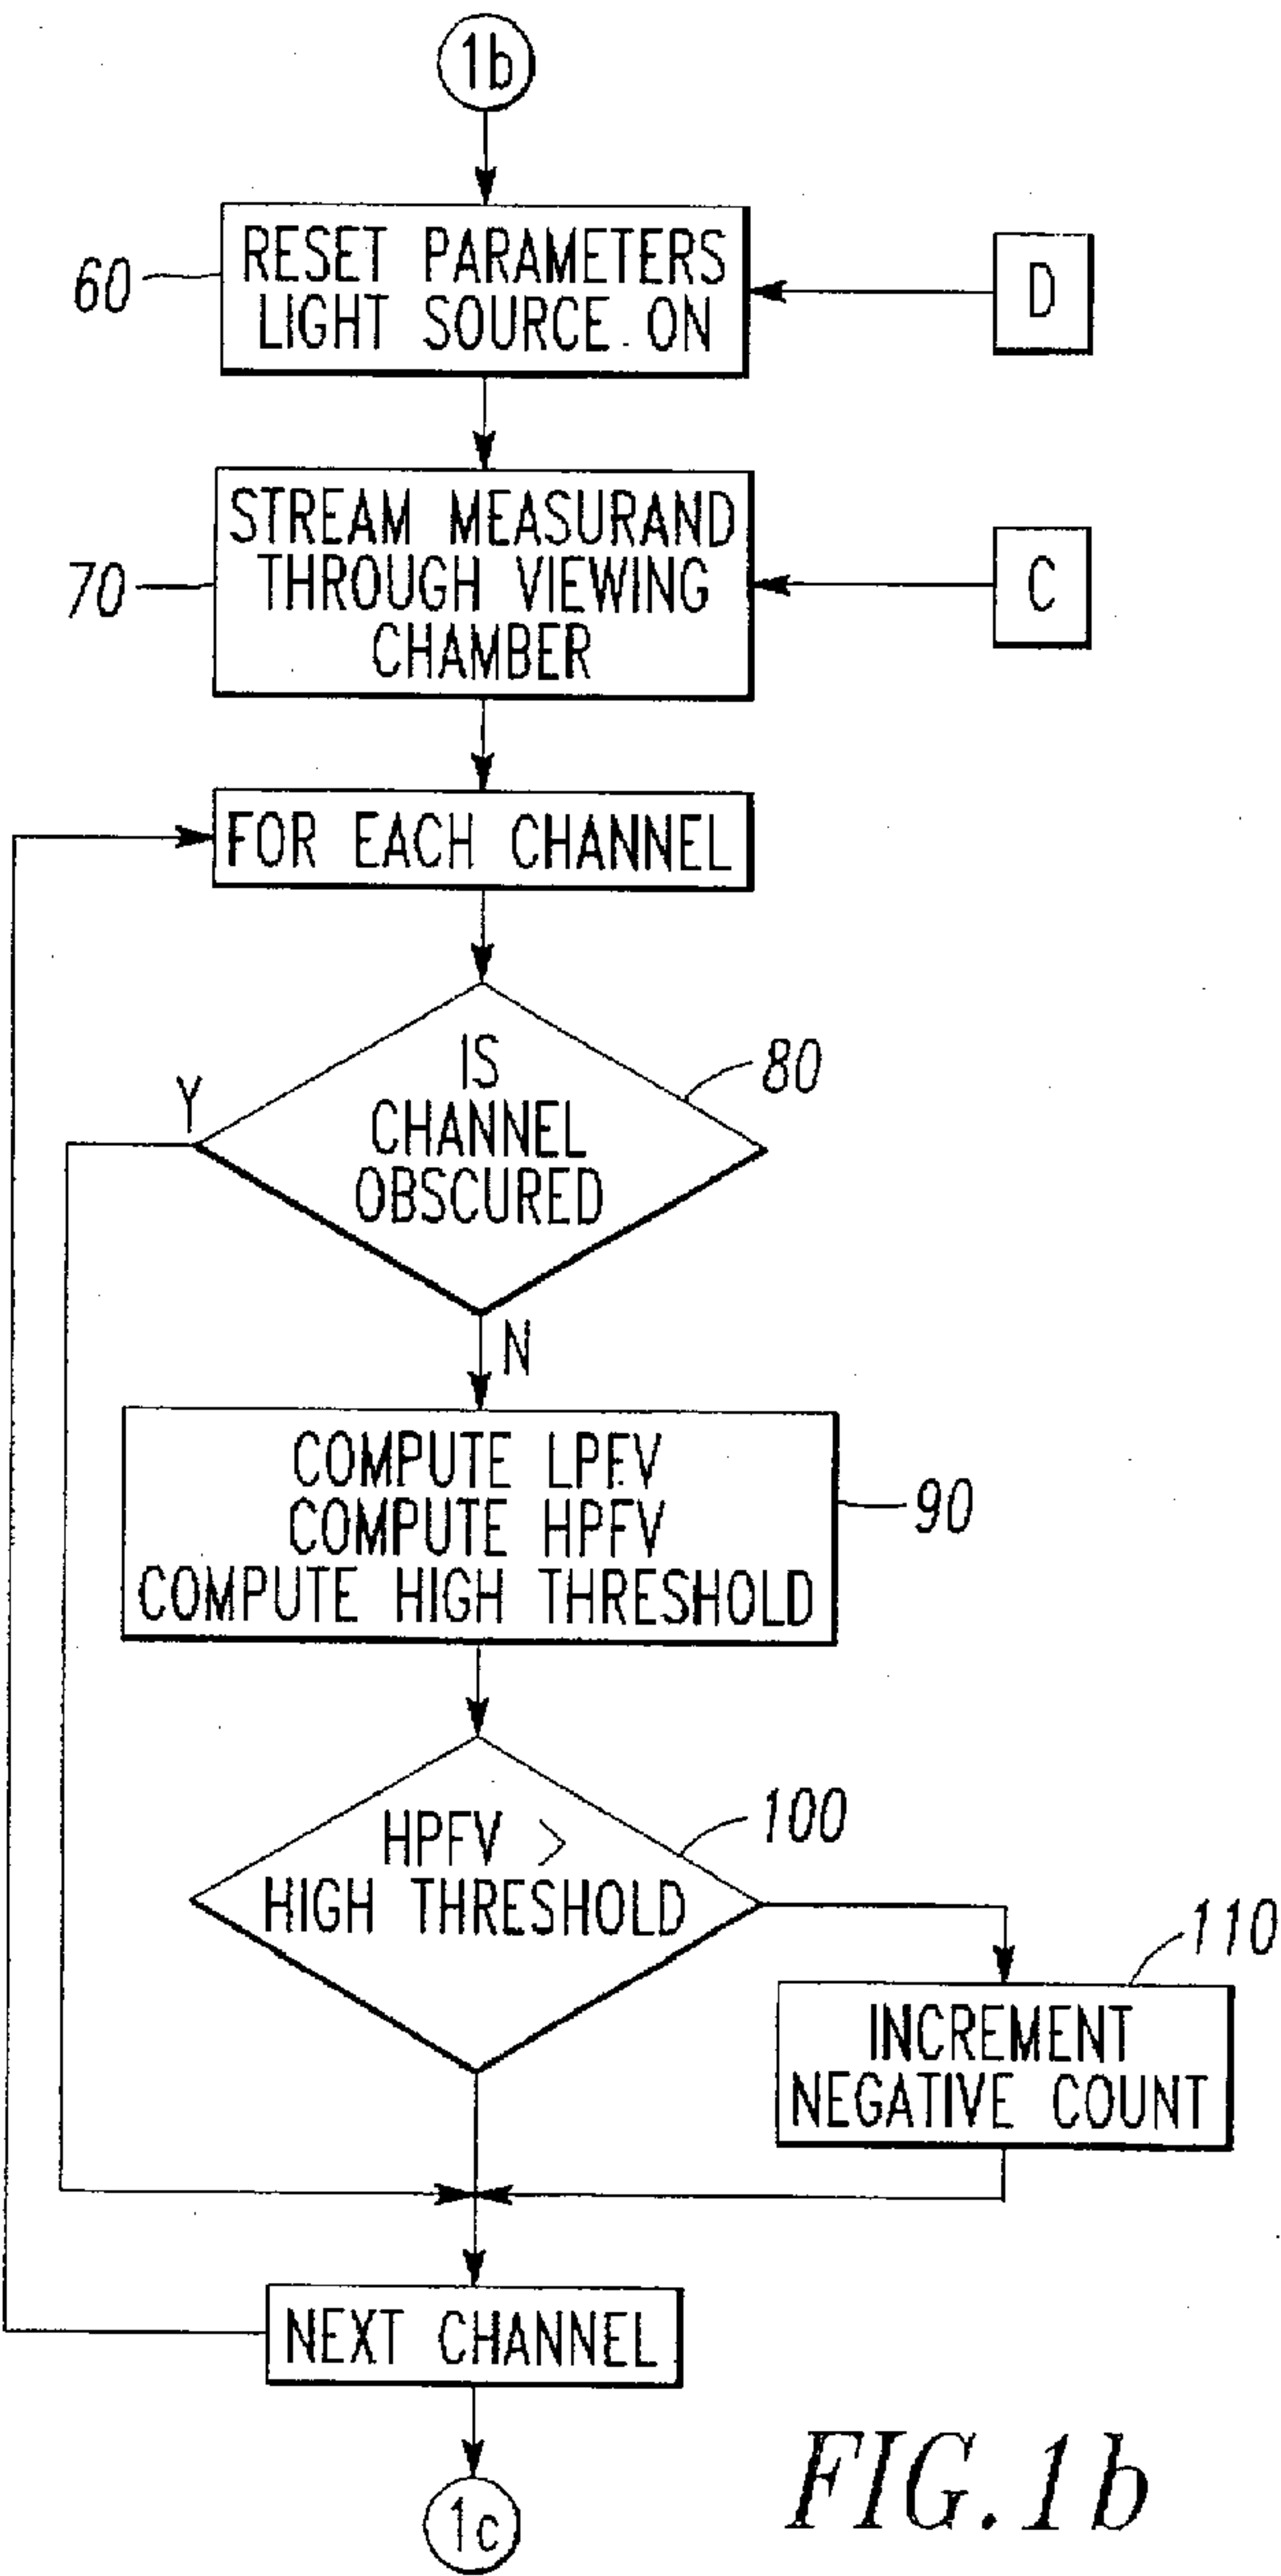 1b
RESET PARAMETERS
LIGHT SOURCE ON
60
D
STREAM MEASURAND
THROUGH VIEWING
CHAMBER
70
C
FOR EACH CHANNEL
IS
CHANNEL
OBSCURED
80
Y
N
COMPUTE LPFV
COMPUTE HPFV
COMPUTE HIGH THRESHOLD
90
HPFV >
HIGH THRESHOLD
100
110
INCREMENT
NEGATIVE COUNT
NEXT CHANNEL
1c
FIG. 1b